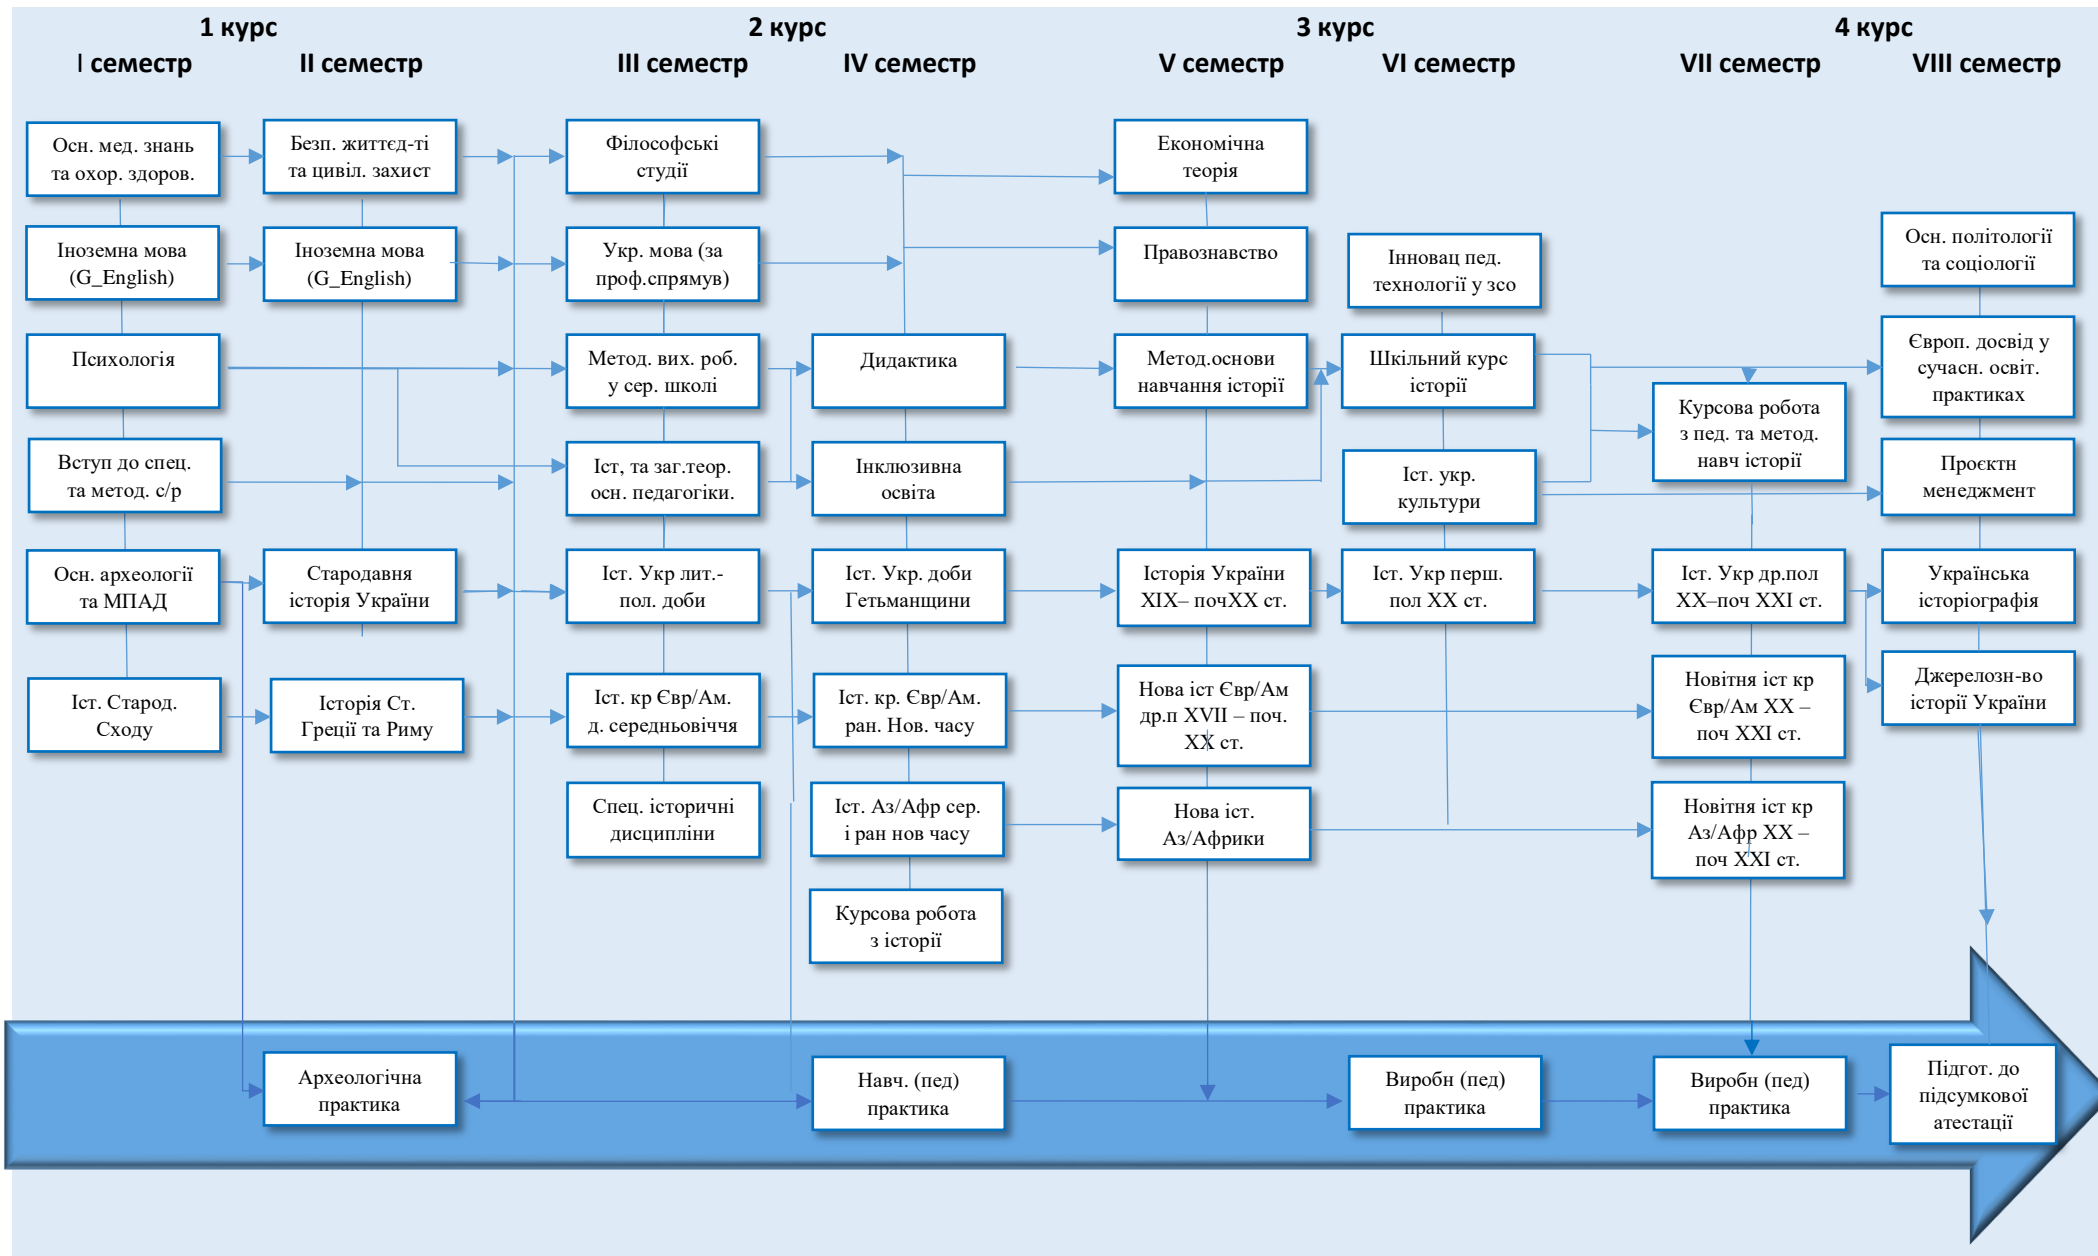 1 курс
2 курс
3 курс
4 курс
I семестр
II семестр
III семестр
IV семестр
V семестр
VI семестр
VII семестр
VIII семестр
Осн. мед. знань
та охор. здоров.
Іноземна мова
(G_English)
Психологія
Вступ до спец.
та метод. с/р
Осн. археології
та МПАД
Іст. Старод.
Сходу
Безп. життєд-ті
та цивіл. захист
Іноземна мова
(G_English)
Стародавня
історія України
Історія Ст.
Греції та Риму
Археологічна
практика
Філософські
студії
Укр. мова (за
проф.спрямув)
Метод. вих. роб.
у сер. школі
Іст, та заг.теор.
осн. педагогіки.
Іст. Укр лит.-
пол. доби
Іст. кр Євр/Ам.
д. середньовіччя
Спец. історичні
дисципліни
Дидактика
Інклюзивна
освіта
Іст. Укр. доби
Гетьманщини
Іст. кр. Євр/Ам.
ран. Нов. часу
Іст. Аз/Афр сер.
і ран нов часу
Курсова робота
з історії
Навч. (пед)
практика
Економічна
теорія
Правознавство
Метод.основи
навчання історії
Історія України
ХІХ– почХХ ст.
Нова іст Євр/Ам
др.п XVII – поч.
ХХ ст.
Нова іст.
Аз/Африки
Інновац пед.
технології у зсо
Шкільний курс
історії
Іст. укр.
культури
Іст. Укр перш.
пол ХХ ст.
Виробн (пед)
практика
Курсова робота
з пед. та метод.
навч історії
Іст. Укр др.пол
ХХ–поч ХХІ ст.
Новітня іст кр
Євр/Ам ХХ –
поч ХХІ ст.
Новітня іст кр
Аз/Афр ХХ –
поч ХХІ ст.
Виробн (пед)
практика
Осн. політології
та соціології
Європ. досвід у
сучасн. освіт.
практиках
Проєктн
менеджмент
Українська
історіографія
Джерелозн-во
історії України
Підгот. до
підсумкової
атестації